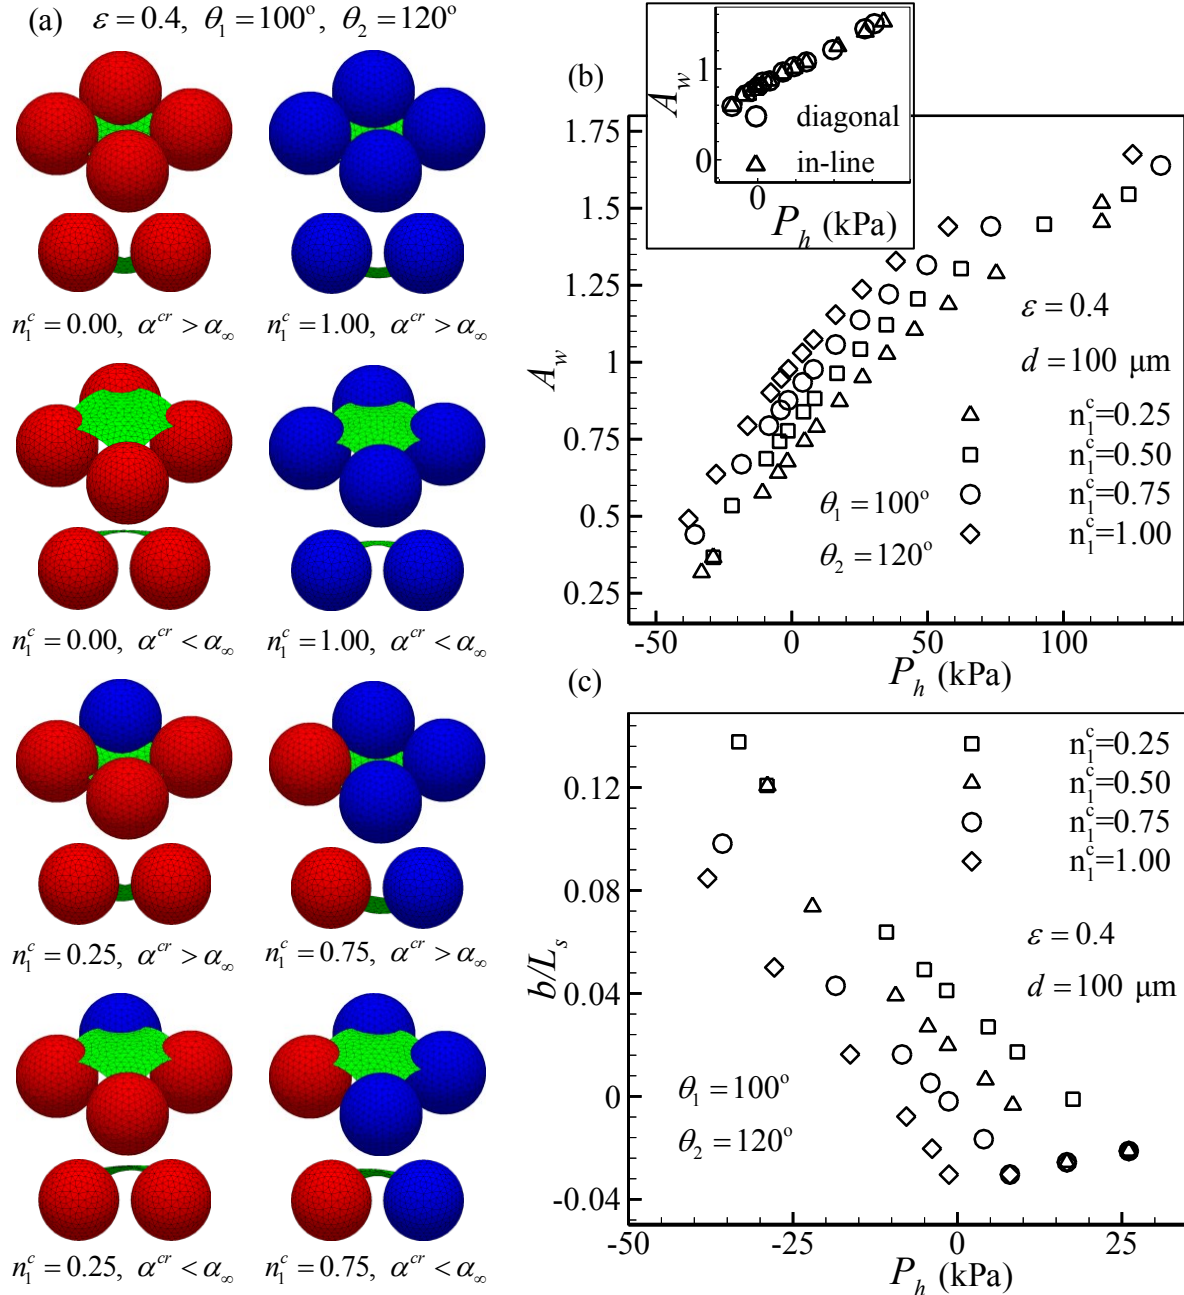 (a) ε = 0.4, θ₁ = 100°, θ₂ = 120°
n₁ᶜ = 0.00, αᶜʳ > α∞
n₁ᶜ = 1.00, αᶜʳ > α∞
n₁ᶜ = 0.00, αᶜʳ < α∞
n₁ᶜ = 1.00, αᶜʳ < α∞
n₁ᶜ = 0.25, αᶜʳ > α∞
n₁ᶜ = 0.75, αᶜʳ > α∞
n₁ᶜ = 0.25, αᶜʳ < α∞
n₁ᶜ = 0.75, αᶜʳ < α∞
(b)
A_w
1
0
diagonal
in-line
0
P_h (kPa)
1.75
1.5
1.25
1
0.75
0.5
0.25
A_w
ε = 0.4
d = 100 μm
n₁ᶜ=0.25
n₁ᶜ=0.50
n₁ᶜ=0.75
n₁ᶜ=1.00
θ₁ = 100°
θ₂ = 120°
-50 0 50 100
P_h (kPa)
(c)
0.12
0.08
0.04
0
-0.04
b/L_s
n₁ᶜ=0.25
n₁ᶜ=0.50
n₁ᶜ=0.75
n₁ᶜ=1.00
ε = 0.4
d = 100 μm
θ₁ = 100°
θ₂ = 120°
-50 -25 0 25
P_h (kPa)